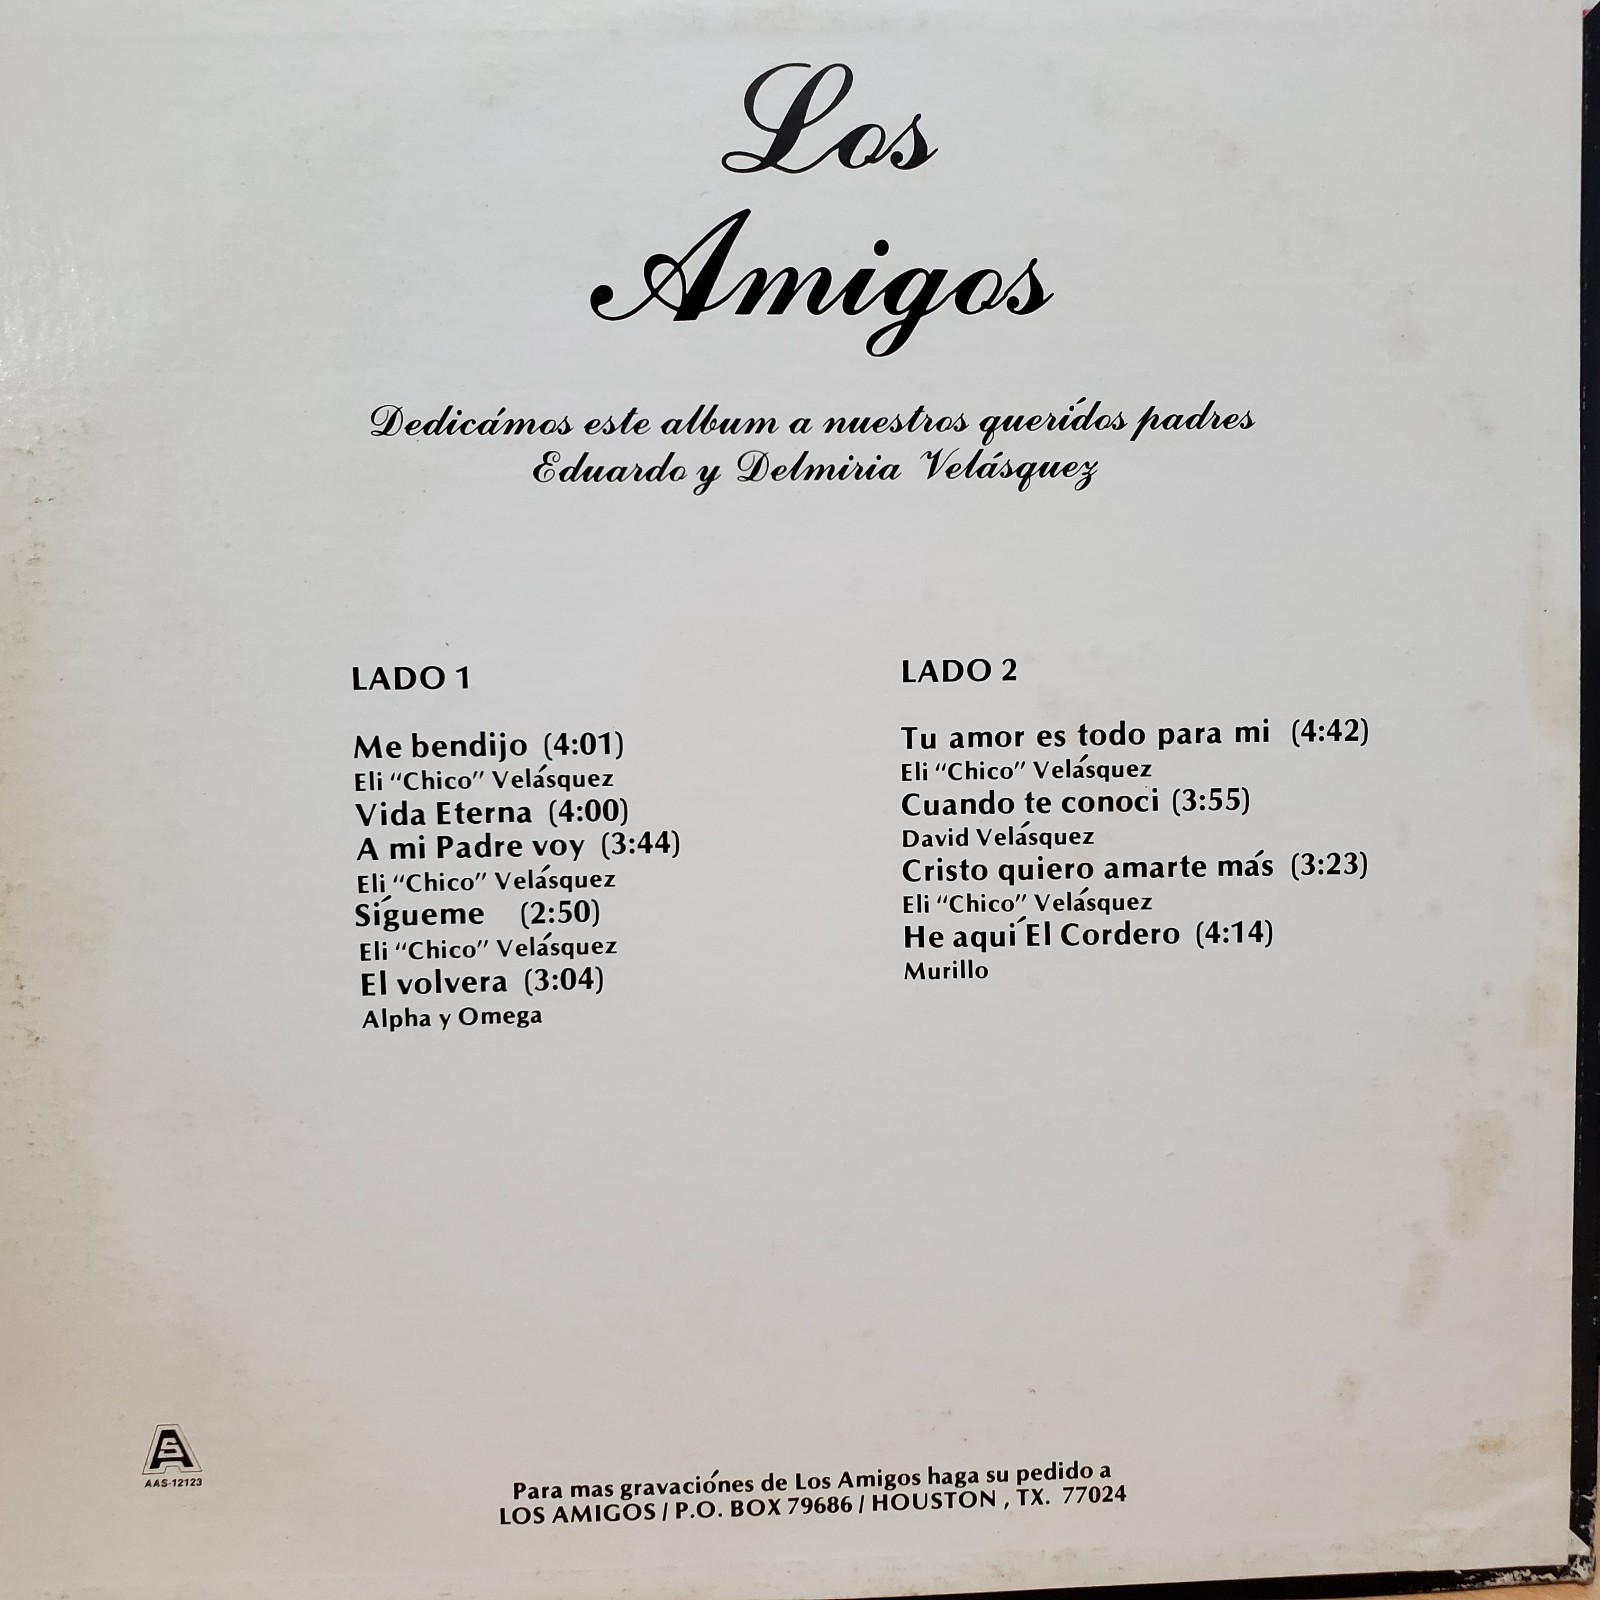 Los
Amigos
Dedicámos este album a nuestros querídos padres
Eduardo y Delmiria Velásquez
LADO 1
Me bendijo (4:01)
Eli "Chico" Velásquez
Vida Eterna (4:00)
A mi Padre voy (3:44)
Eli "Chico" Velásquez
Sígueme (2:50)
Eli "Chico" Velásquez
El volvera (3:04)
Alpha y Omega
LADO 2
Tu amor es todo para mi (4:42)
Eli "Chico" Velásquez
Cuando te conoci (3:55)
David Velásquez
Cristo quiero amarte más (3:23)
Eli "Chico" Velásquez
He aquí El Cordero (4:14)
Murillo
AS
AAS-12123
Para mas gravaciónes de Los Amigos haga su pedido a
LOS AMIGOS / P.O. BOX 79686 / HOUSTON , TX. 77024